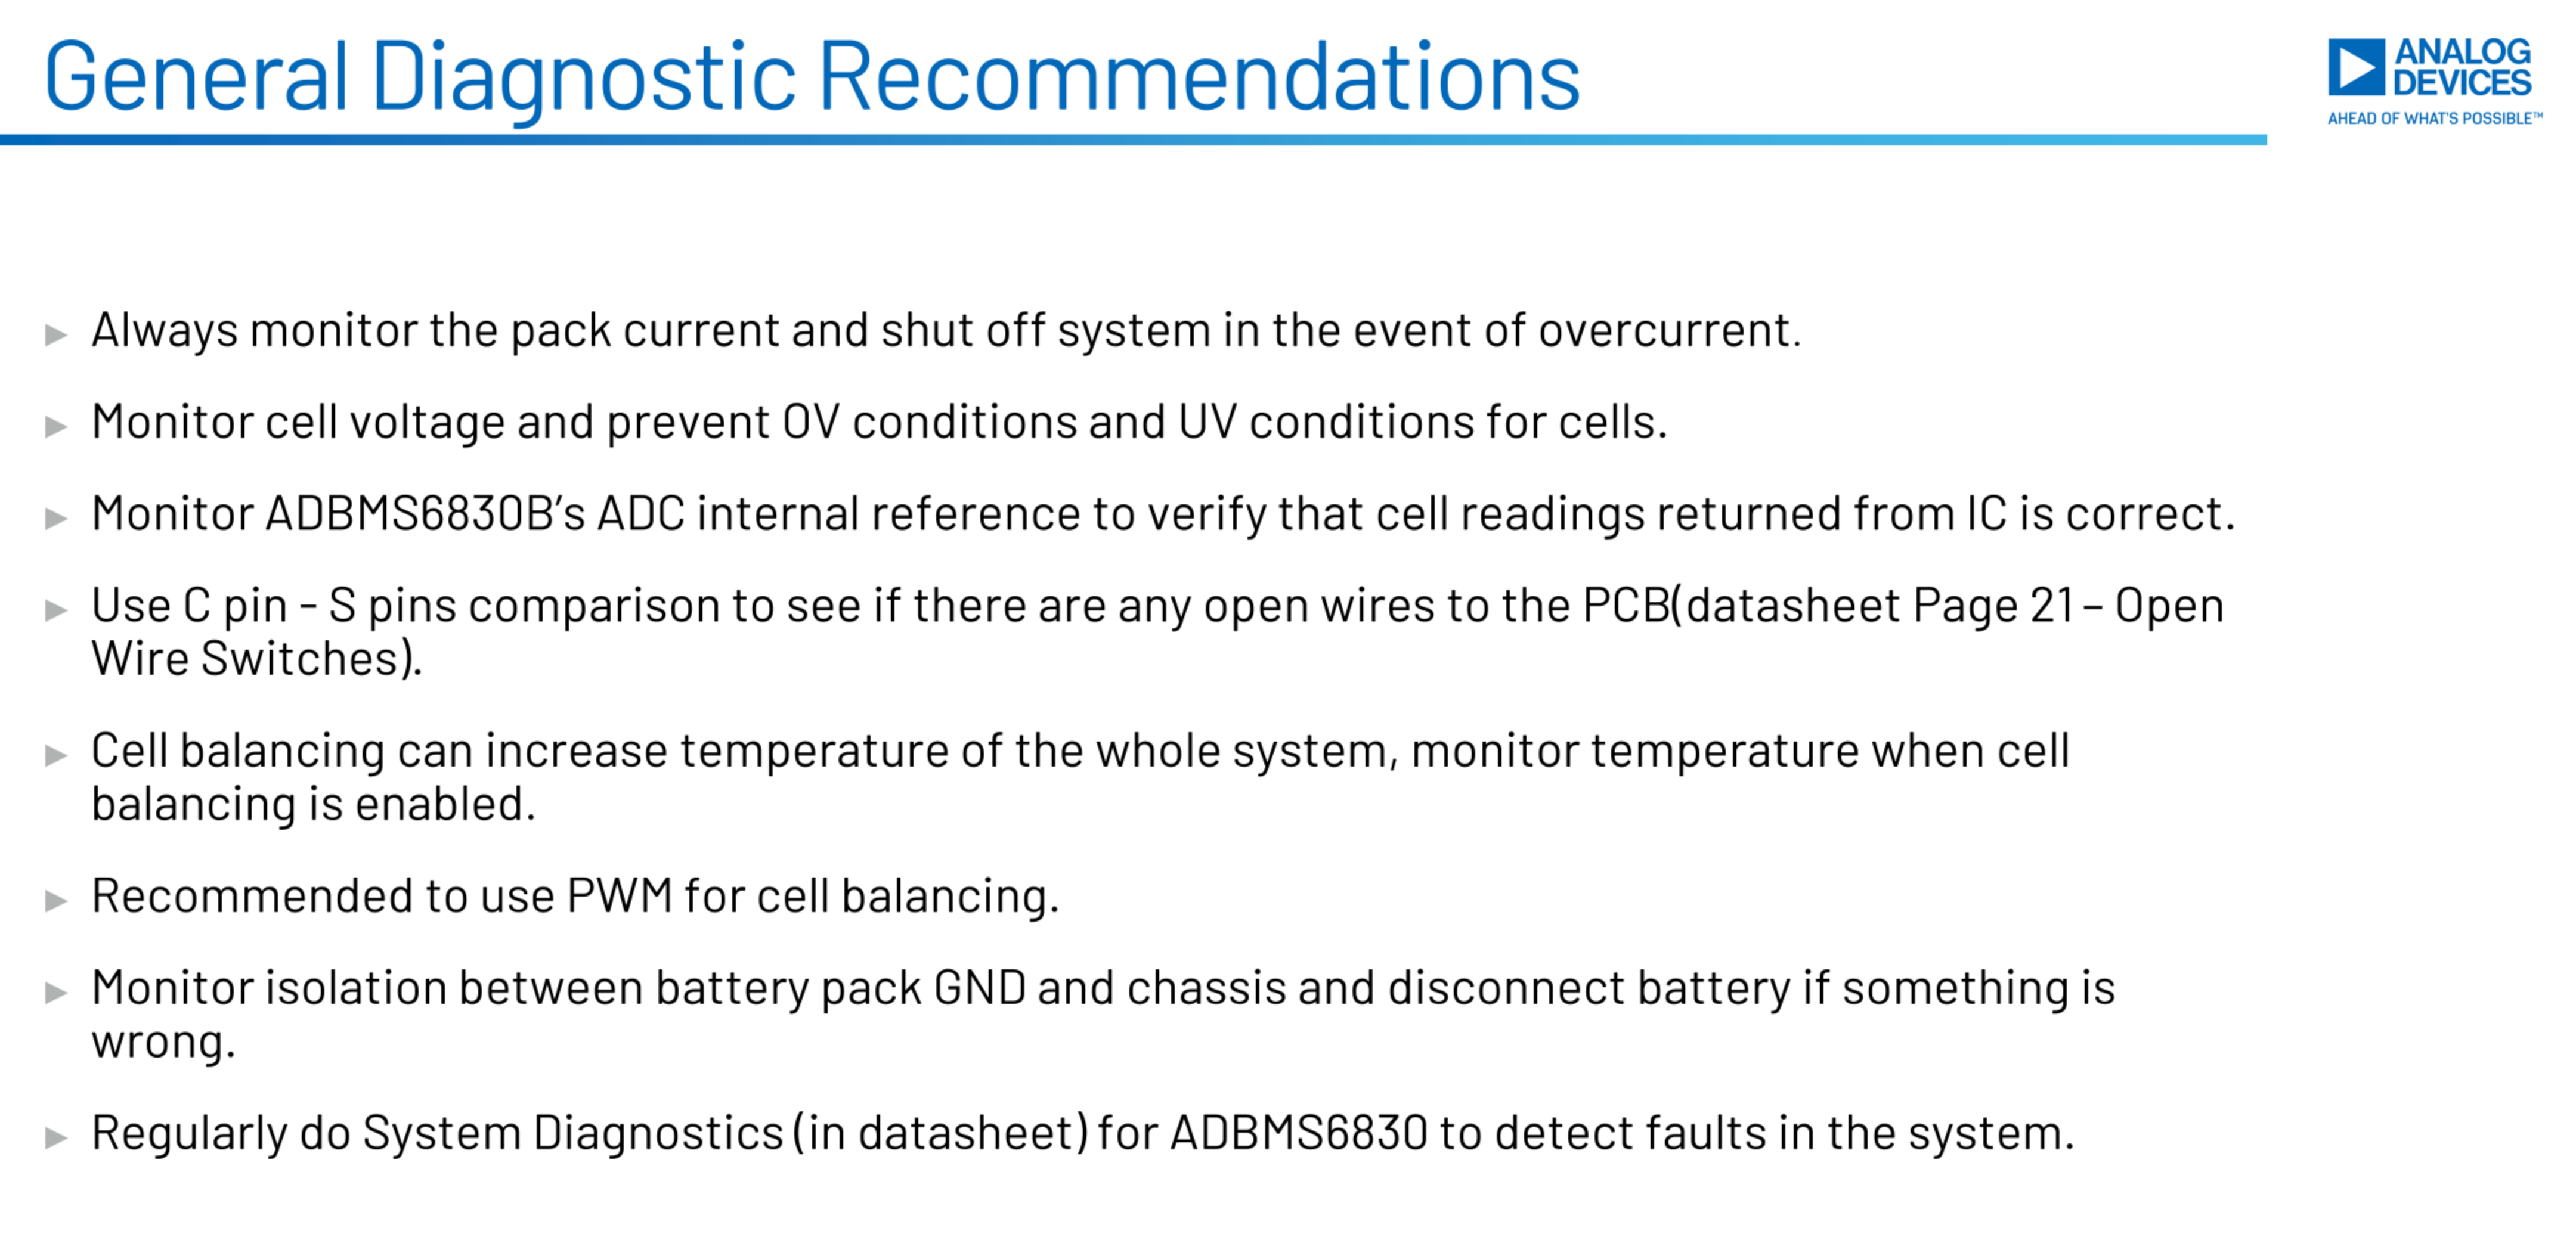 General Diagnostic Recommendations
ANALOG
DEVICES
AHEAD OF WHAT'S POSSIBLE™
Always monitor the pack current and shut off system in the event of overcurrent.
Monitor cell voltage and prevent OV conditions and UV conditions for cells.
Monitor ADBMS6830B's ADC internal reference to verify that cell readings returned from IC is correct.
Use C pin - S pins comparison to see if there are any open wires to the PCB(datasheet Page 21 – Open
Wire Switches).
Cell balancing can increase temperature of the whole system, monitor temperature when cell
balancing is enabled.
Recommended to use PWM for cell balancing.
Monitor isolation between battery pack GND and chassis and disconnect battery if something is
wrong.
Regularly do System Diagnostics (in datasheet) for ADBMS6830 to detect faults in the system.